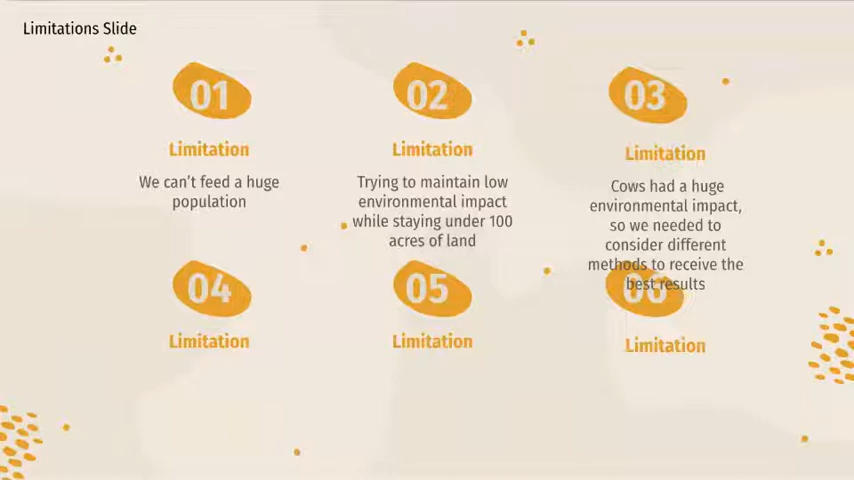 Limitations Slide
01
02
03
Limitation
Limitation
Limitation
We can't feed a huge
population
Trying to maintain low
environmental impact
while staying under 100
acres of land
Cows had a huge
environmental impact,
so we needed to
consider different
methods to receive the
best results
04
05
06
Limitation
Limitation
Limitation